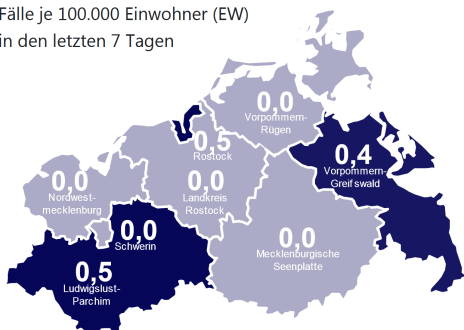 Fälle je 100.000 Einwohner (EW)
in den letzten 7 Tagen
0,0
Vorpommern-
Rügen
0,5
Rostock
0,4
Vorpommern-
Greifswald
0,0
Nordwest-
mecklenburg
0,0
Landkreis
Rostock
0,0
Schwerin
0,0
Mecklenburgische
Seenplatte
0,5
Ludwigslust-
Parchim